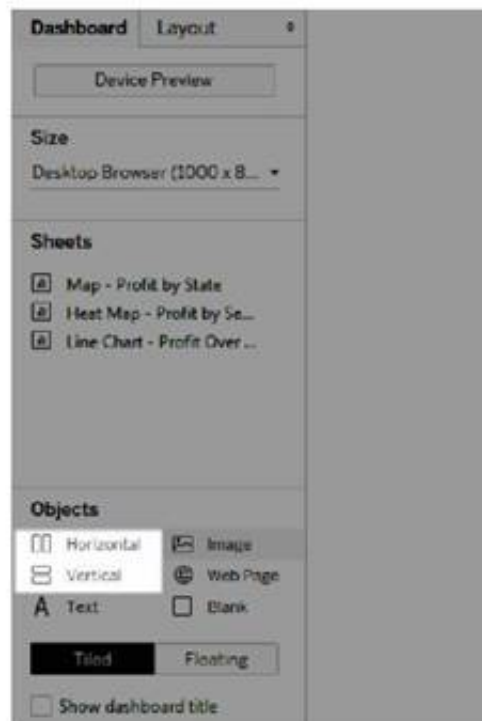 Dashboard Layout
Device Preview
Size
Desktop Browser (1000 x 8...
Sheets
Map - Profit by State
Heat Map - Profit by Se...
Line Chart - Profit Over ...
Objects
Horizontal Image
Vertical Web Page
A Text Blank
Tiled Floating
Show dashboard title